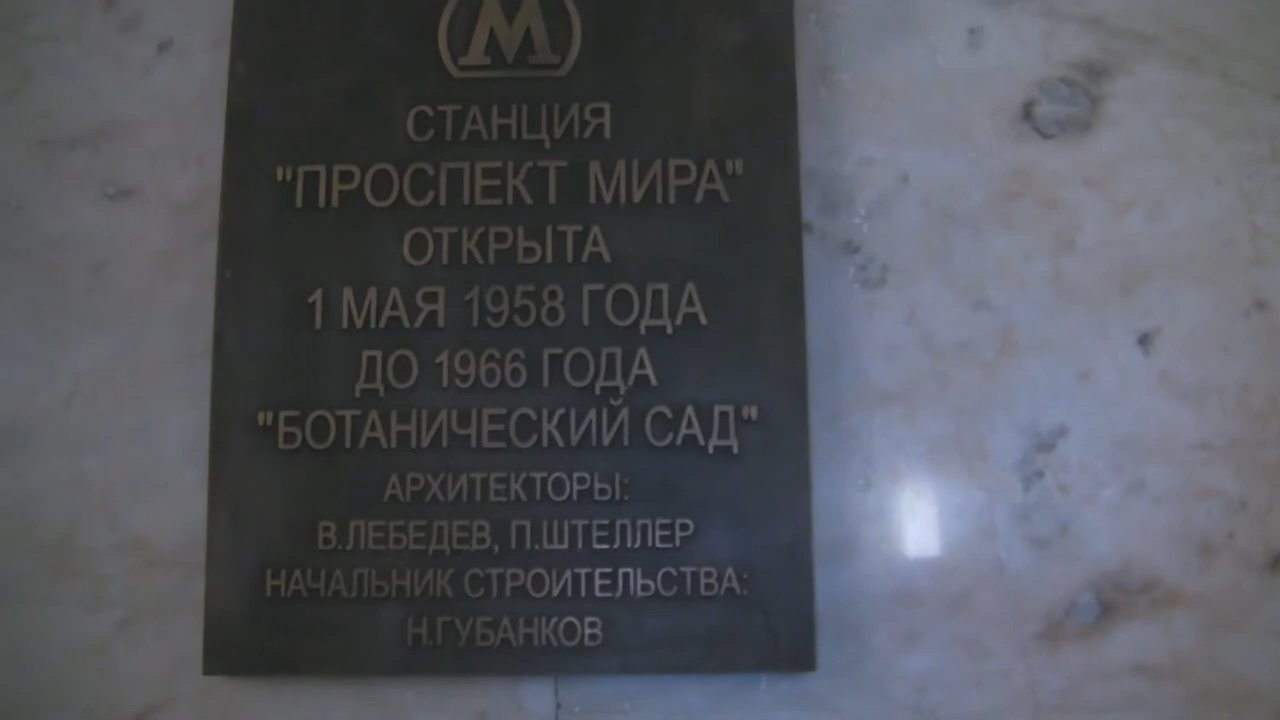 М
СТАНЦИЯ
"ПРОСПЕКТ МИРА"
ОТКРЫТА
1 МАЯ 1958 ГОДА
ДО 1966 ГОДА
"БОТАНИЧЕСКИЙ САД"
АРХИТЕКТОРЫ:
В.ЛЕБЕДЕВ, П.ШТЕЛЛЕР
НАЧАЛЬНИК СТРОИТЕЛЬСТВА:
Н.ГУБАНКОВ